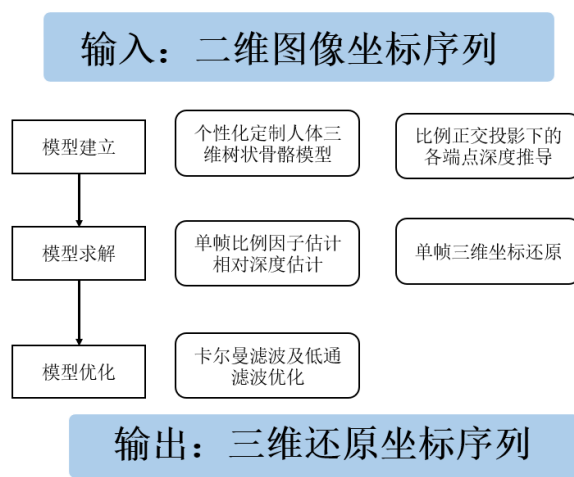 输入：二维图像坐标序列
模型建立
个性化定制人体三
维树状骨骼模型
比例正交投影下的
各端点深度推导
模型求解
单帧比例因子估计
相对深度估计
单帧三维坐标还原
模型优化
卡尔曼滤波及低通
滤波优化
输出：三维还原坐标序列